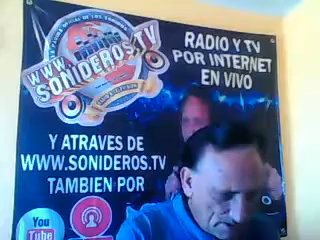 WWW.
SONIDEROS.TV
RADIO Y TV
POR INTERNET
EN VIVO
Y ATRAVES DE
WWW.SONIDEROS.TV
TAMBIEN POR
You
Tube